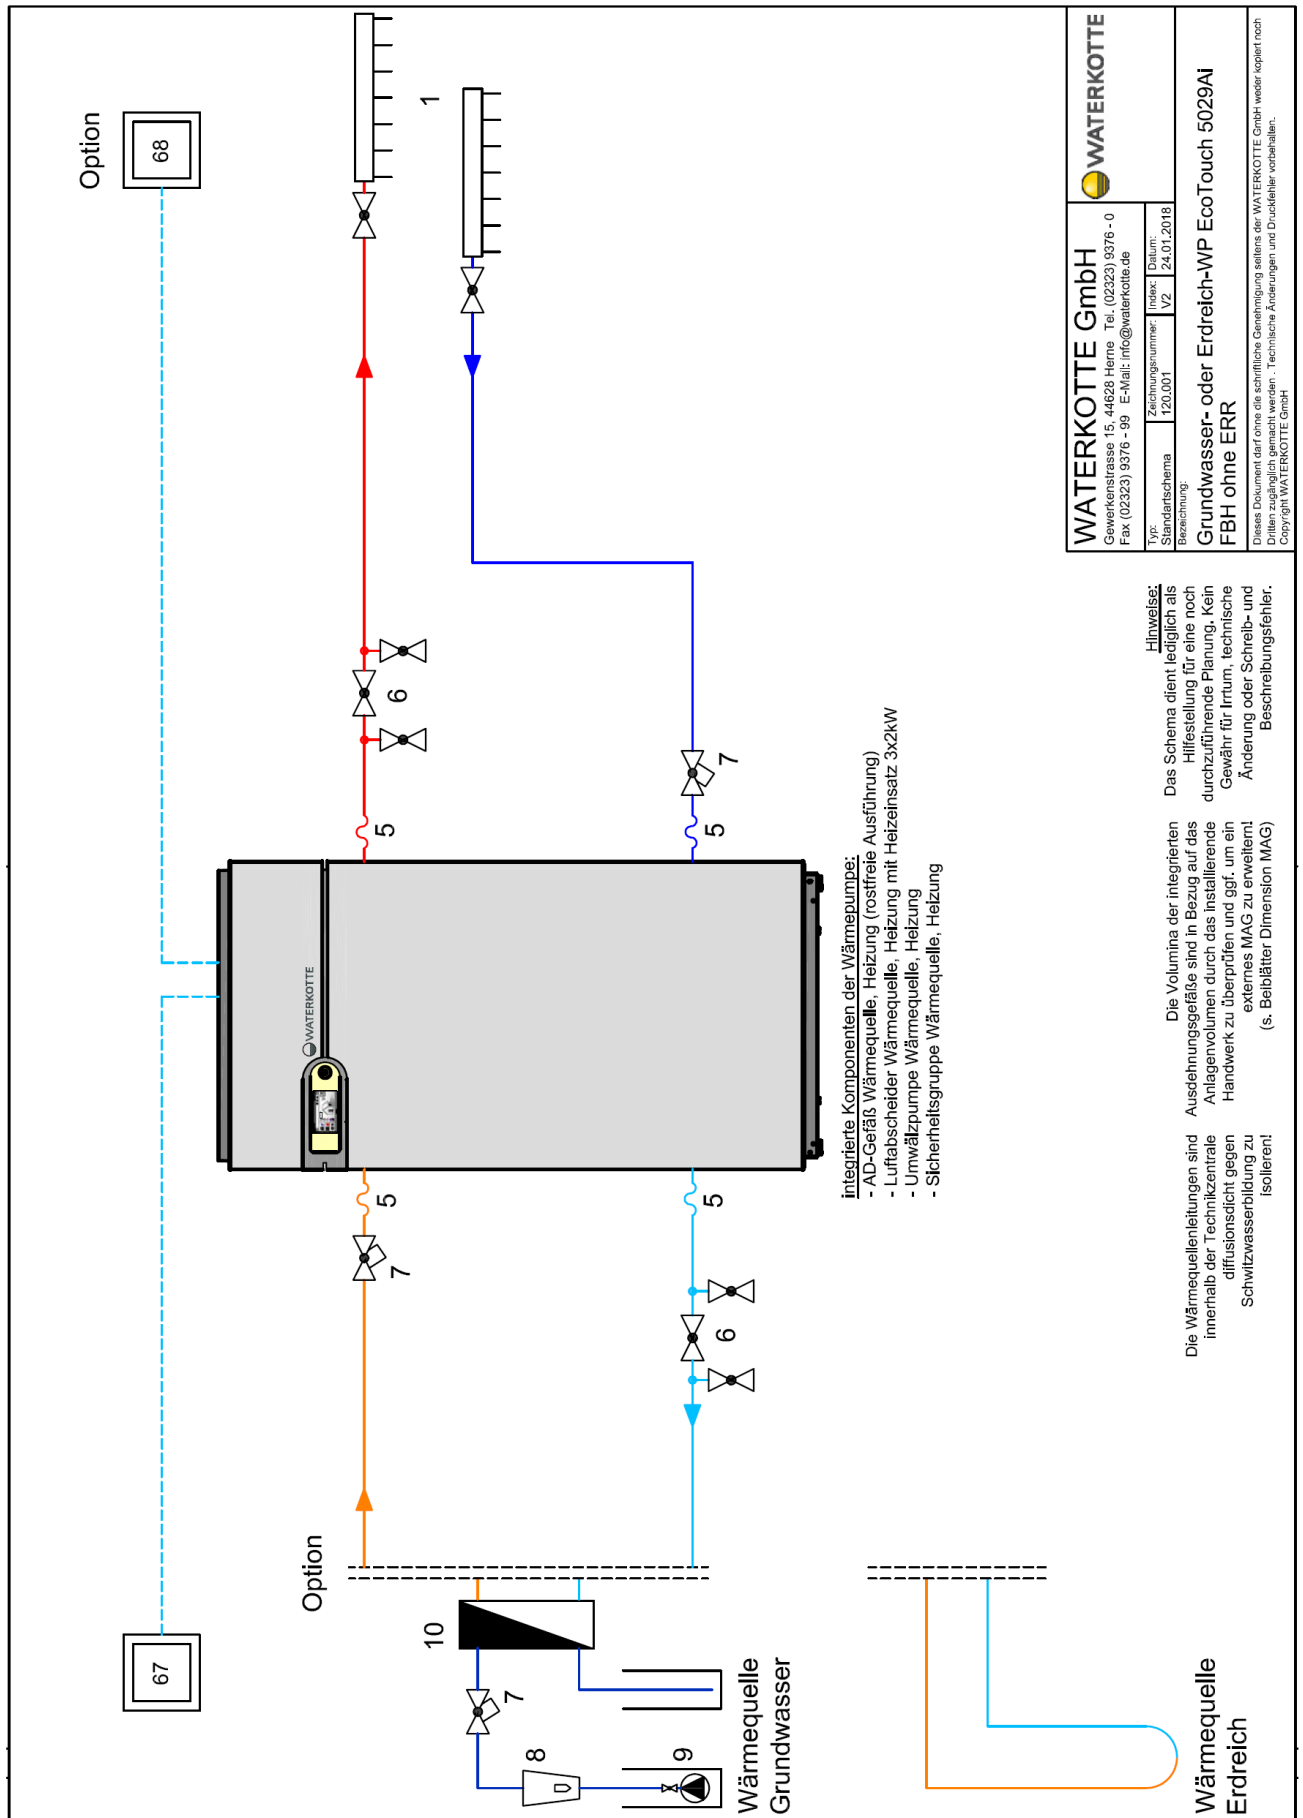 67
Option
68
WATERKOTTE
Option
10
7
8
9
7
5
5
6
5
6
5
7
1
Wärmequelle
Grundwasser
Wärmequelle
Erdreich
integrierte Komponenten der Wärmepumpe:
- AD-Gefäß Wärmequelle, Heizung (rostfreie Ausführung)
- Luftabscheider Wärmequelle, Heizung mit Heizeinsatz 3x2kW
- Umwälzpumpe Wärmequelle, Heizung
- Sicherheitsgruppe Wärmequelle, Heizung
Die Wärmequellenleitungen sind
innerhalb der Technikzentrale
diffusionsdicht gegen
Schwitzwasserbildung zu
isolieren!
Die Volumina der integrierten
Ausdehnungsgefäße sind in Bezug auf das
Anlagenvolumen durch das installierende
Handwerk zu überprüfen und ggf. um ein
externes MAG zu erweitern!
(s. Beiblätter Dimension MAG)
Hinweise:
Das Schema dient lediglich als
Hilfestellung für eine noch
durchzuführende Planung. Kein
Gewähr für Irrtum, technische
Änderung oder Schreib- und
Beschreibungsfehler.
WATERKOTTE GmbH
Gewerkenstrasse 15, 44628 Herne Tel. (02323) 9376 - 0
Fax (02323) 9376 - 99 E-Mail: info@waterkotte.de
WATERKOTTE
Typ: Zeichnungsnummer: Index: Datum:
Standartschema 120.001 V2 24.01.2018
Bezeichnung:
Grundwasser- oder Erdreich-WP EcoTouch 5029Ai
FBH ohne ERR
Dieses Dokument darf ohne die schriftliche Genehmigung seitens der WATERKOTTE GmbH weder kopiert noch
Dritten zugänglich gemacht werden . Technische Änderungen und Druckfehler vorbehalten.
Copyright WATERKOTTE GmbH